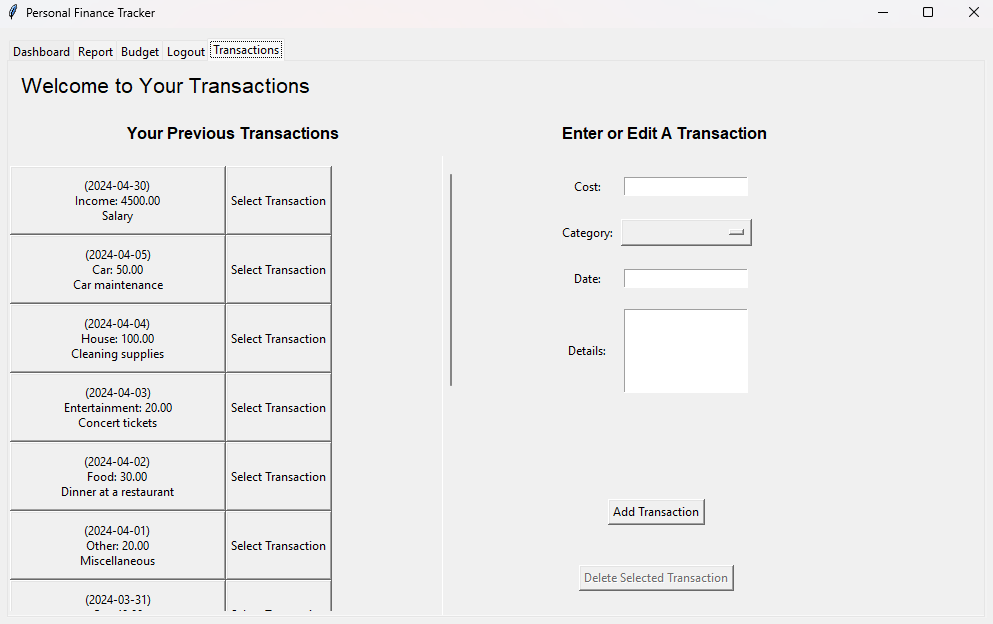 Personal Finance Tracker
Dashboard Report Budget Logout Transactions
Welcome to Your Transactions
Your Previous Transactions
(2024-04-30)
Income: 4500.00
Salary
Select Transaction
(2024-04-05)
Car: 50.00
Car maintenance
Select Transaction
(2024-04-04)
House: 100.00
Cleaning supplies
Select Transaction
(2024-04-03)
Entertainment: 20.00
Concert tickets
Select Transaction
(2024-04-02)
Food: 30.00
Dinner at a restaurant
Select Transaction
(2024-04-01)
Other: 20.00
Miscellaneous
Select Transaction
(2024-03-31)
Enter or Edit A Transaction
Cost:
Category:
Date:
Details:
Add Transaction
Delete Selected Transaction